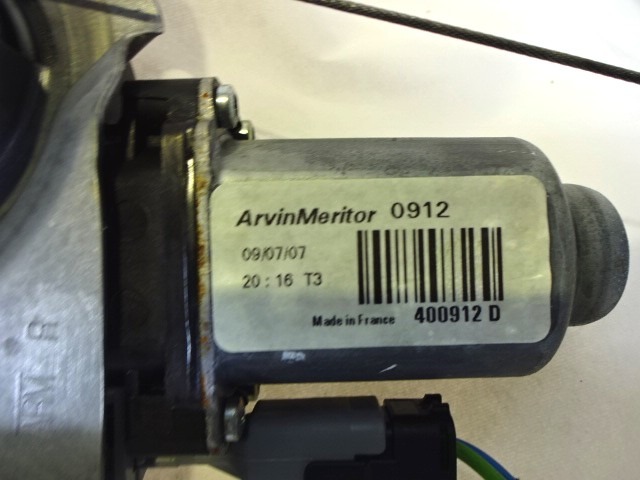 ArvinMeritor 0912
09/07/07
20 : 16 T3
Made in France 400912 D